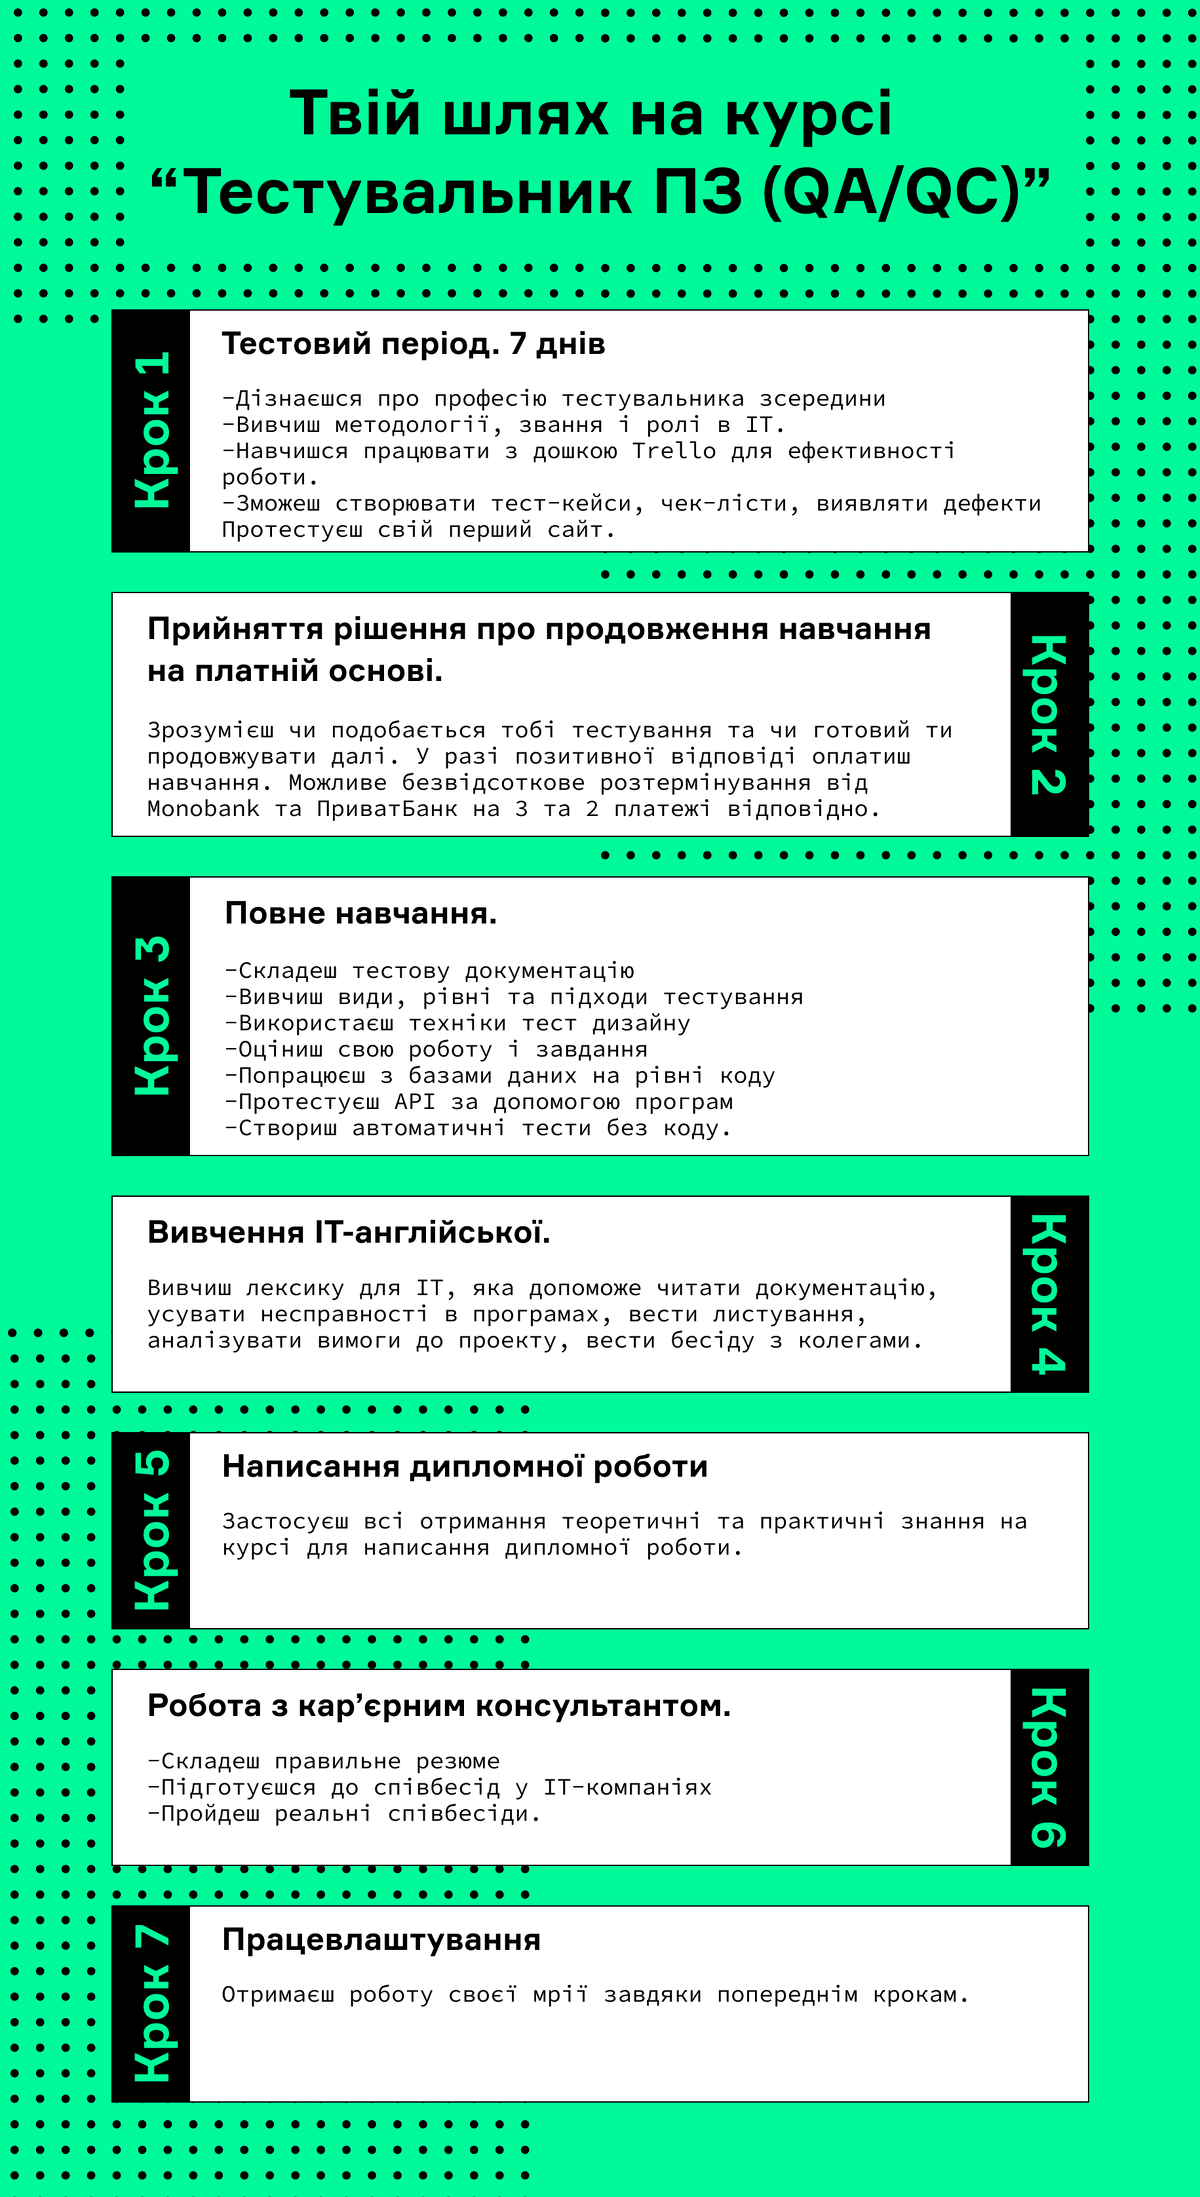 Твій шлях на курсі
“Тестувальник ПЗ (QA/QC)”
Крок 1
Тестовий період. 7 днів
-Дізнаєшся про професію тестувальника зсередини
-Вивчиш методології, звання і ролі в ІТ.
-Навчишся працювати з дошкою Trello для ефективності
роботи.
-Зможеш створювати тест-кейси, чек-лісти, виявляти дефекти
Протестуєш свій перший сайт.
Крок 2
Прийняття рішення про продовження навчання
на платній основі.
Зрозумієш чи подобається тобі тестування та чи готовий ти
продовжувати далі. У разі позитивної відповіді оплатиш
навчання. Можливе безвідсоткове розтермінування від
Monobank та ПриватБанк на 3 та 2 платежі відповідно.
Крок 3
Повне навчання.
-Складеш тестову документацію
-Вивчиш види, рівні та підходи тестування
-Використаєш техніки тест дизайну
-Оціниш свою роботу і завдання
-Попрацюєш з базами даних на рівні коду
-Протестуєш API за допомогою програм
-Створиш автоматичні тести без коду.
Крок 4
Вивчення ІТ-англійської.
Вивчиш лексику для ІТ, яка допоможе читати документацію,
усувати несправності в програмах, вести листування,
аналізувати вимоги до проекту, вести бесіду з колегами.
Крок 5
Написання дипломної роботи
Застосуєш всі отримання теоретичні та практичні знання на
курсі для написання дипломної роботи.
Крок 6
Робота з кар’єрним консультантом.
-Складеш правильне резюме
-Підготуєшся до співбесід у ІТ-компаніях
-Пройдеш реальні співбесіди.
Крок 7
Працевлаштування
Отримаєш роботу своєї мрії завдяки попереднім крокам.